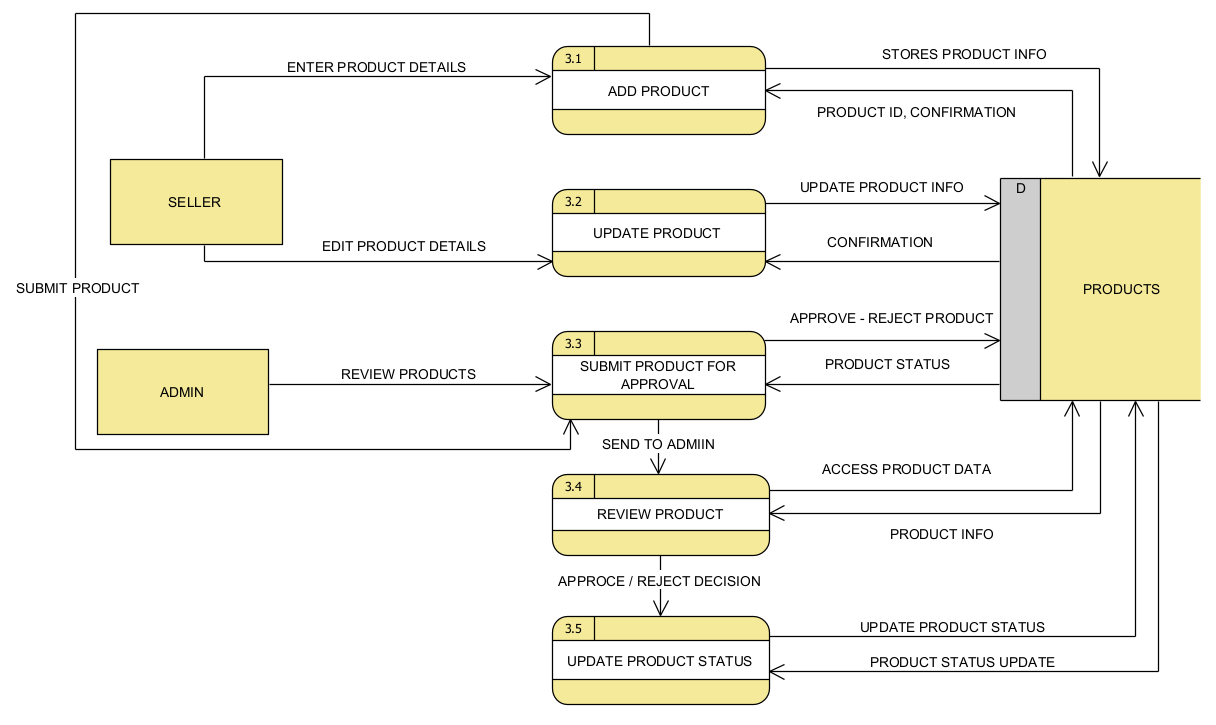 3.1
STORES PRODUCT INFO
ENTER PRODUCT DETAILS
ADD PRODUCT
PRODUCT ID, CONFIRMATION
SELLER
3.2
UPDATE PRODUCT INFO
D
UPDATE PRODUCT
EDIT PRODUCT DETAILS
CONFIRMATION
SUBMIT PRODUCT
PRODUCTS
APPROVE - REJECT PRODUCT
3.3
SUBMIT PRODUCT FOR
APPROVAL
PRODUCT STATUS
REVIEW PRODUCTS
ADMIN
SEND TO ADMIIN
ACCESS PRODUCT DATA
3.4
REVIEW PRODUCT
PRODUCT INFO
APPROCE / REJECT DECISION
3.5
UPDATE PRODUCT STATUS
UPDATE PRODUCT STATUS
PRODUCT STATUS UPDATE